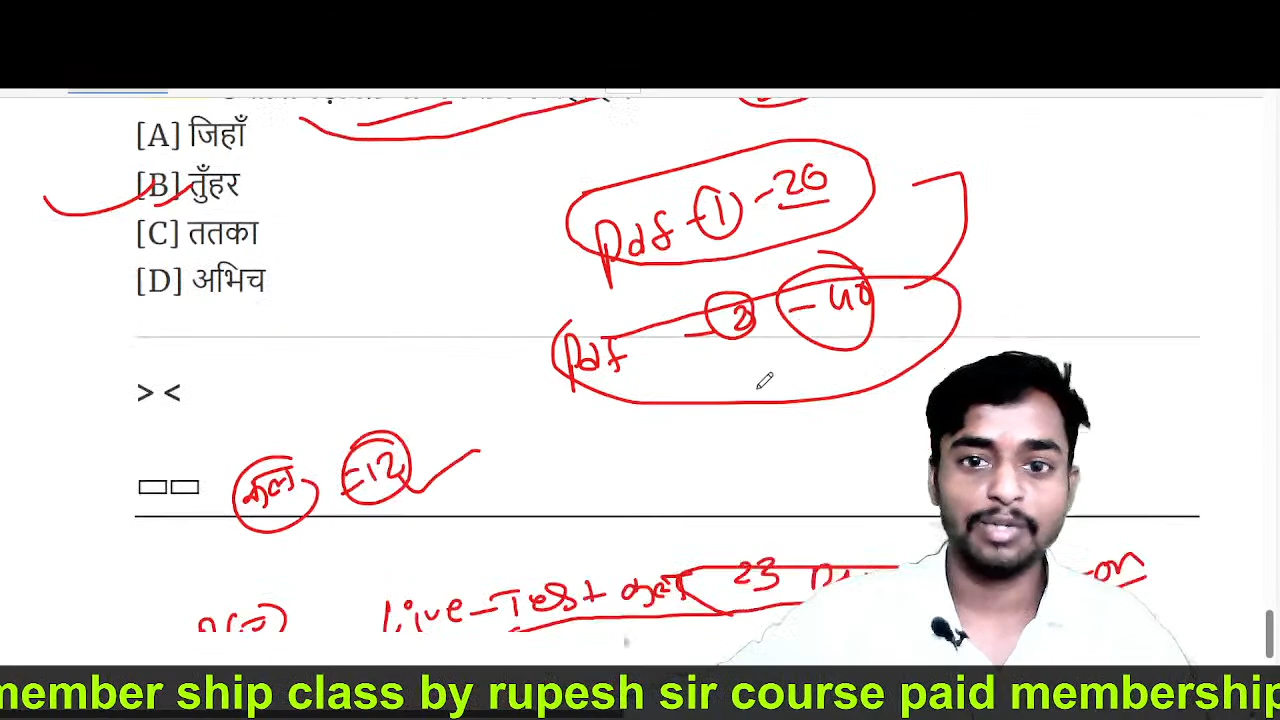 [A] जिहाँ
[B] तुँहर
[C] ततका
[D] अभिच
Pdf - 1 - 20
Pdf - 2 - 40
> <
कल - 12
Live-Test कल 23
member ship class by rupesh sir course paid membership